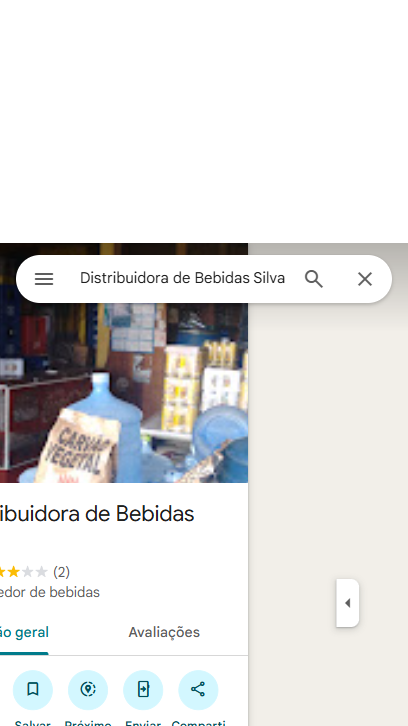 Distribuidora de Bebidas Silva
CARVÃO
VEGETAL
ibuidora de Bebidas
(2)
edor de bebidas
ão geral
Avaliações
Salvar
Próximo
Enviar
Comparti